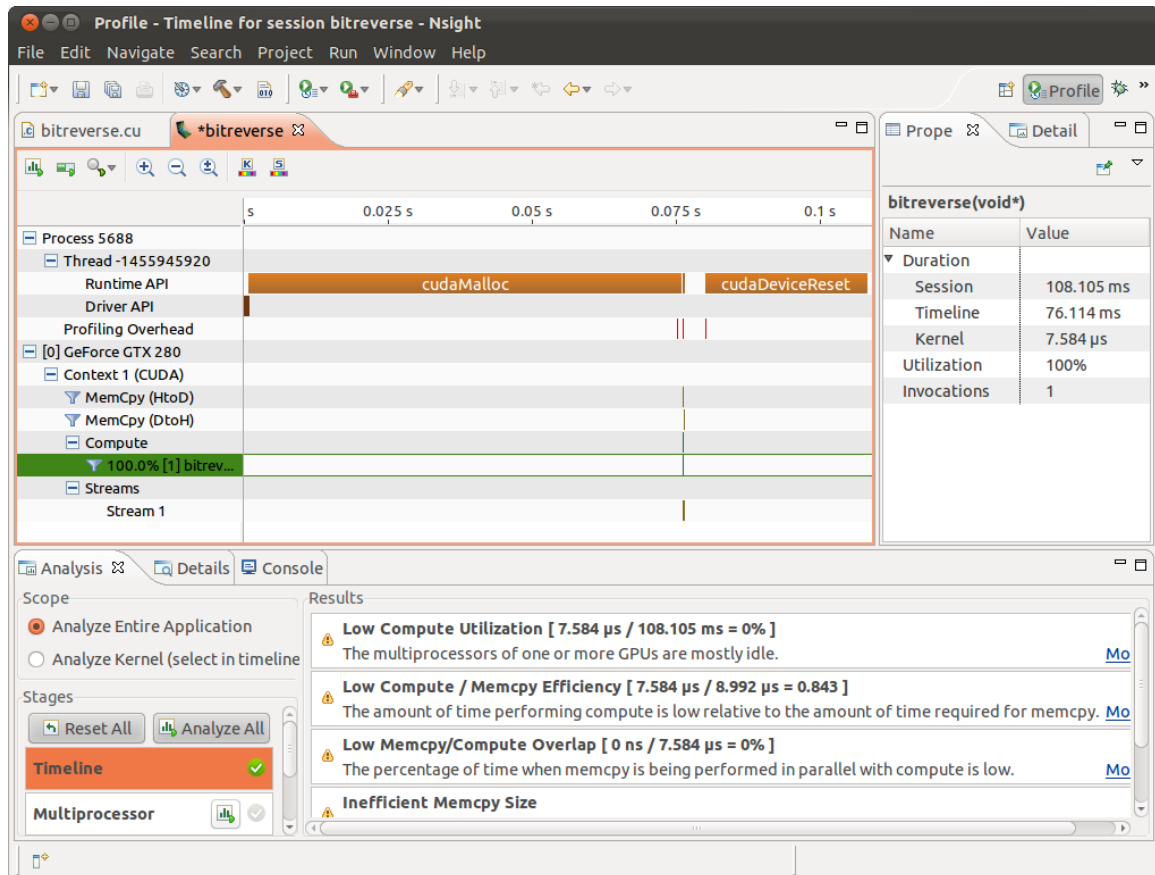 Profile - Timeline for session bitreverse - Nsight
File Edit Navigate Search Project Run Window Help
Profile »
bitreverse.cu *bitreverse
s 0.025 s 0.05 s 0.075 s 0.1 s
Process 5688
Thread -1455945920
Runtime API cudaMalloc cudaDeviceReset
Driver API
Profiling Overhead
[0] GeForce GTX 280
Context 1 (CUDA)
MemCpy (HtoD)
MemCpy (DtoH)
Compute
100.0% [1] bitrev...
Streams
Stream 1
Prope Detail
bitreverse(void*)
Name Value
Duration
Session 108.105 ms
Timeline 76.114 ms
Kernel 7.584 µs
Utilization 100%
Invocations 1
Analysis Details Console
Scope
Analyze Entire Application
Analyze Kernel (select in timeline
Stages
Reset All Analyze All
Timeline
Multiprocessor
Results
Low Compute Utilization [ 7.584 µs / 108.105 ms = 0% ]
The multiprocessors of one or more GPUs are mostly idle. Mo
Low Compute / Memcpy Efficiency [ 7.584 µs / 8.992 µs = 0.843 ]
The amount of time performing compute is low relative to the amount of time required for memcpy. Mo
Low Memcpy/Compute Overlap [ 0 ns / 7.584 µs = 0% ]
The percentage of time when memcpy is being performed in parallel with compute is low. Mo
Inefficient Memcpy Size